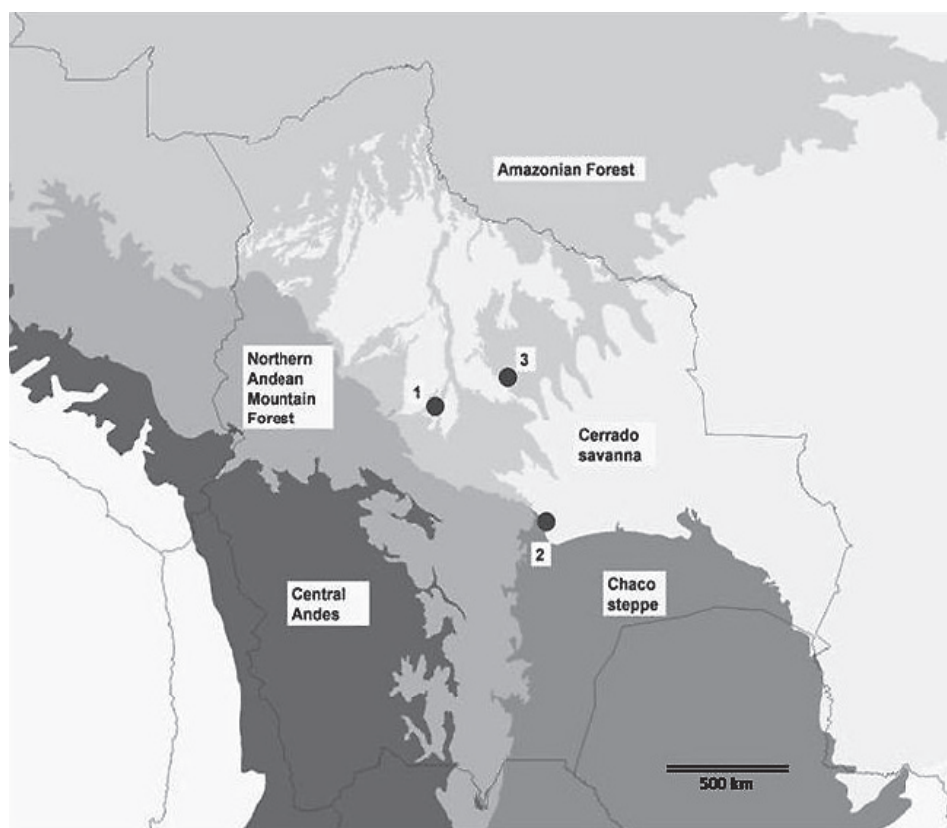 Amazonian Forest
3
Northern
Andean
Mountain
Forest
1
Cerrado
savanna
2
Central
Andes
Chaco
steppe
500 km